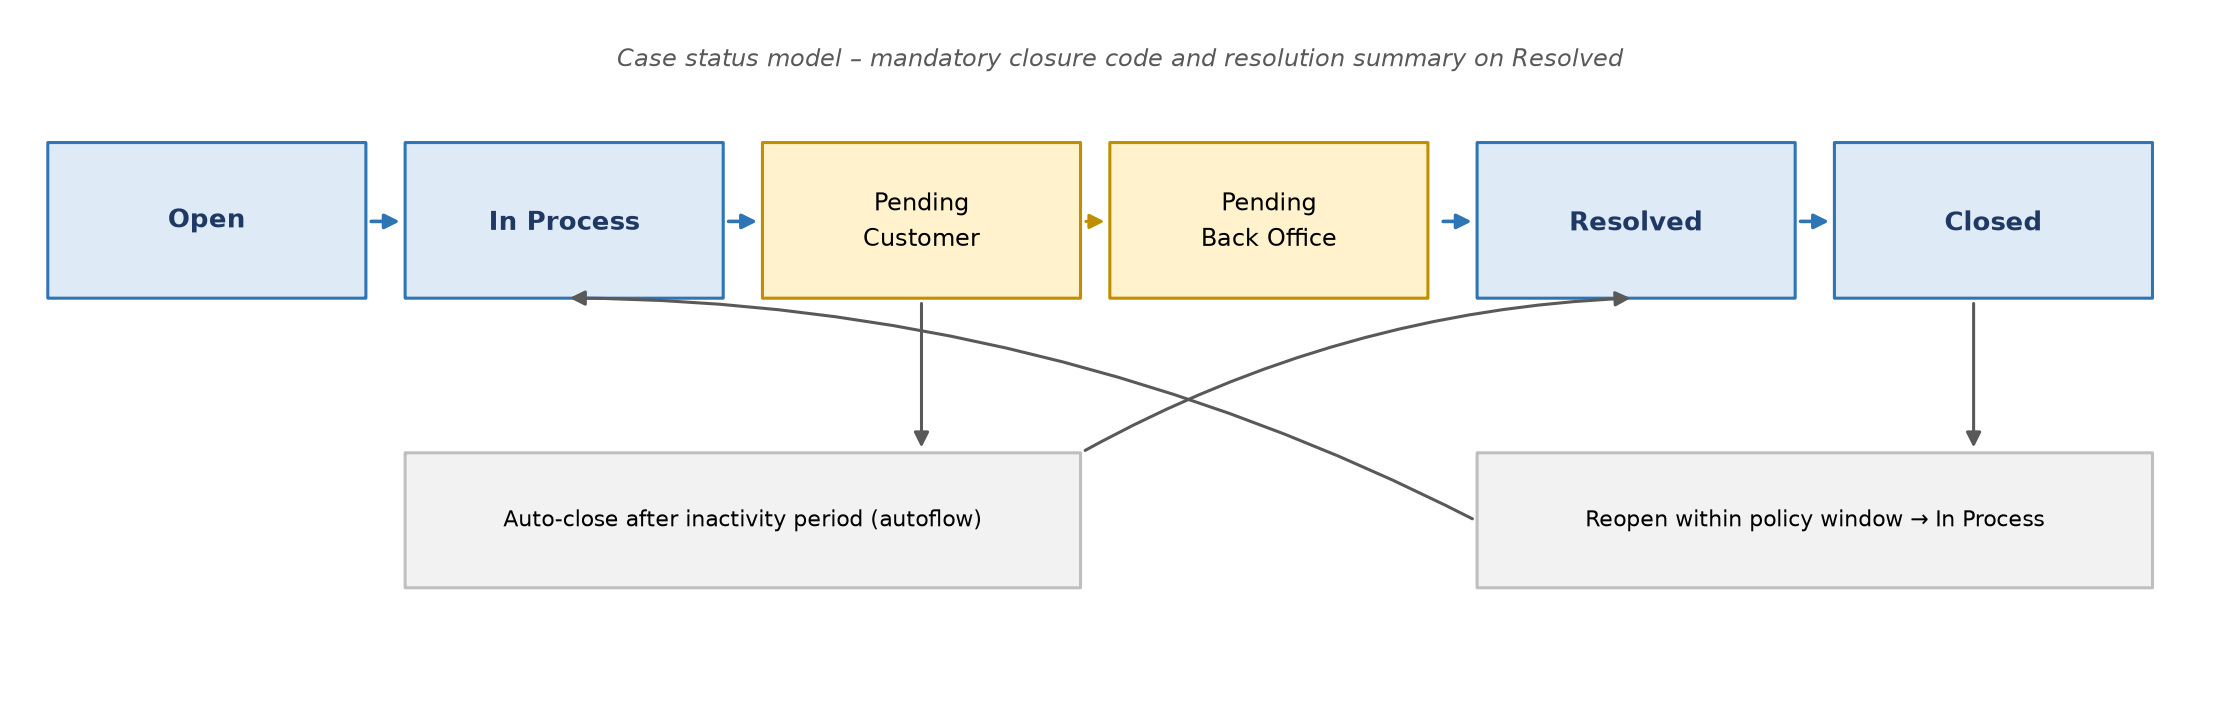 Case status model – mandatory closure code and resolution summary on Resolved
Open
In Process
Pending
Customer
Pending
Back Office
Resolved
Closed
Auto-close after inactivity period (autoflow)
Reopen within policy window → In Process